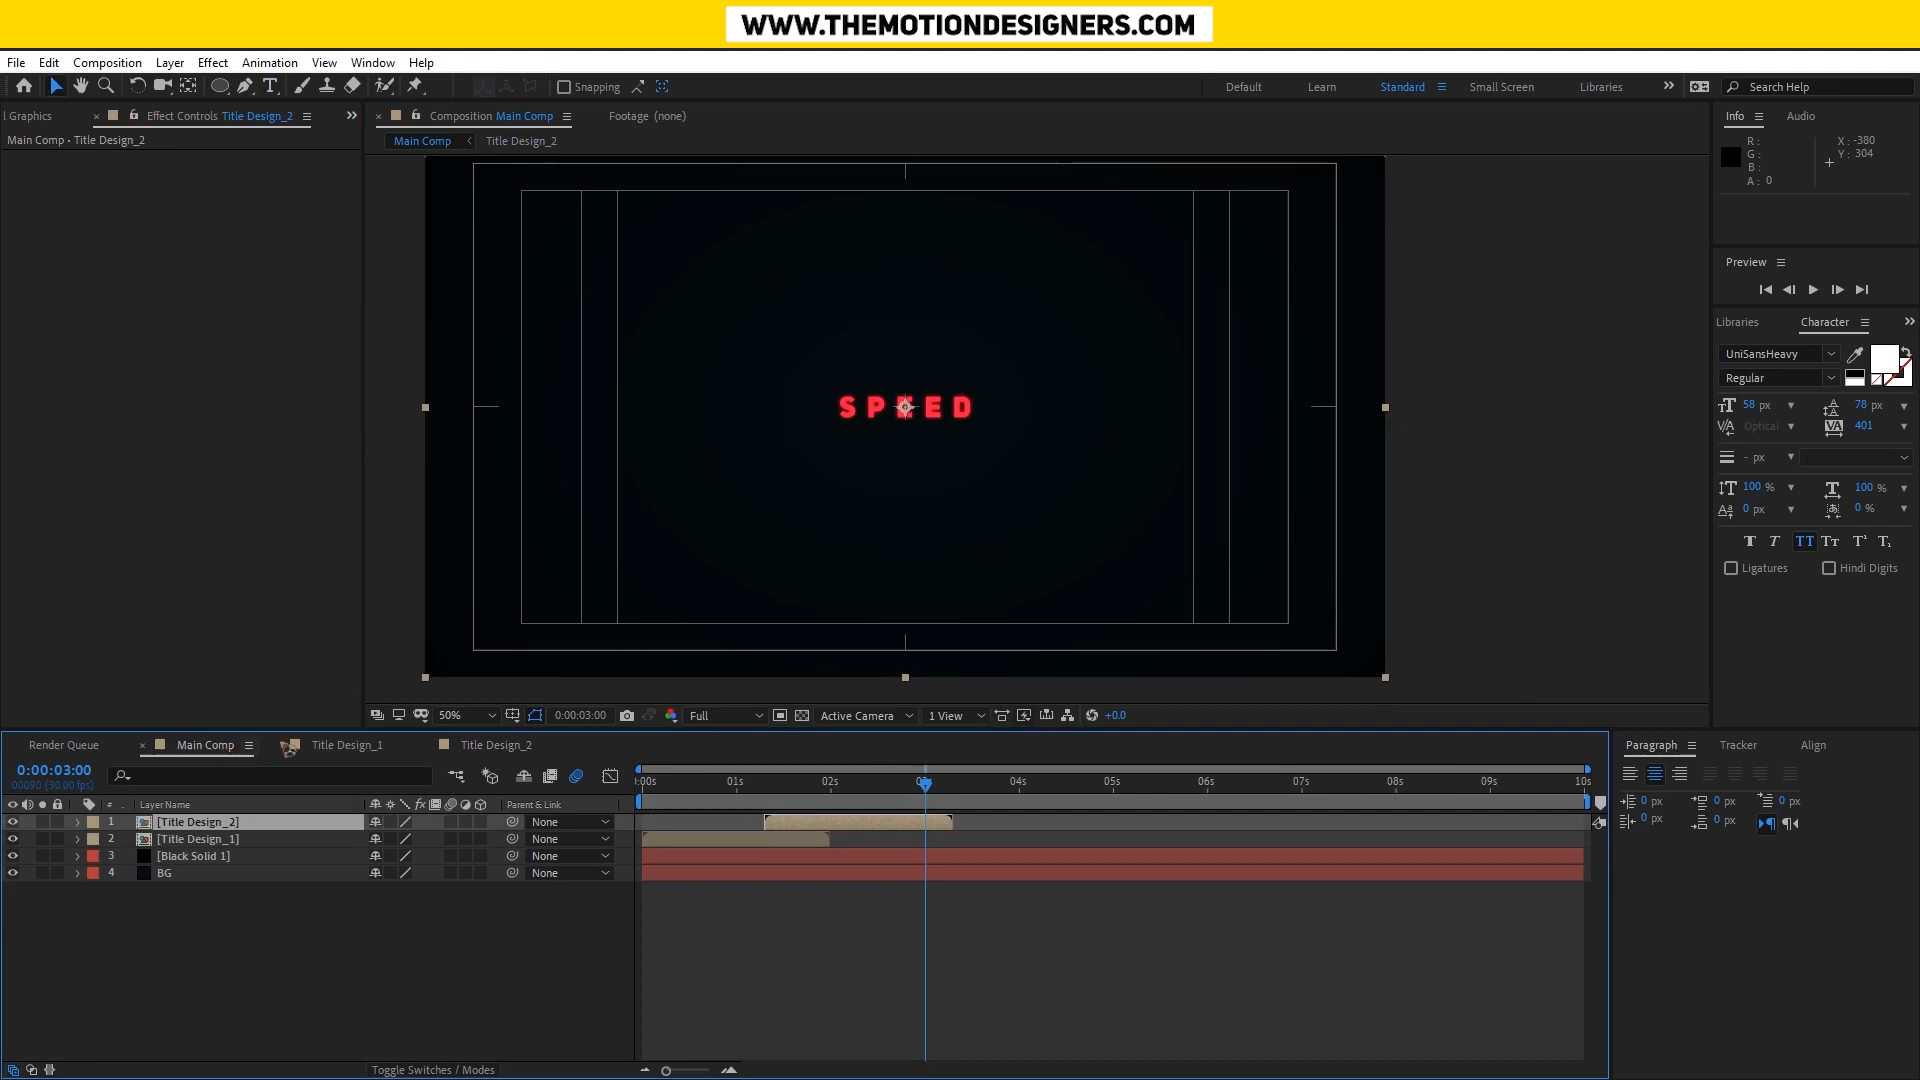 WWW.THEMOTIONDESIGNERS.COM
File Edit Composition Layer Effect Animation View Window Help
Snapping Default Learn Standard Small Screen Libraries Search Help
l Graphics Effect Controls Title Design_2
Composition Main Comp Footage (none)
Info Audio
Main Comp • Title Design_2
Main Comp Title Design_2
R :
G :
B :
A : 0
X : -380
Y : 304
Preview
Libraries Character
UniSansHeavy
Regular
58 px 78 px
Optical 401
- px
100 % 100 %
0 px 0 %
Ligatures Hindi Digits
SPEED
50% 0:00:03:00 Full Active Camera 1 View +0.0
Render Queue Main Comp Title Design_1 Title Design_2
0:00:03:00
00090 (30.00 fps)
:00s 01s 02s 04s 05s 06s 07s 08s 09s 10s
# Layer Name Parent & Link
1 [Title Design_2] None
2 [Title Design_1] None
3 [Black Solid 1] None
4 BG None
Toggle Switches / Modes
Paragraph Tracker Align
0 px 0 px 0 px
0 px 0 px